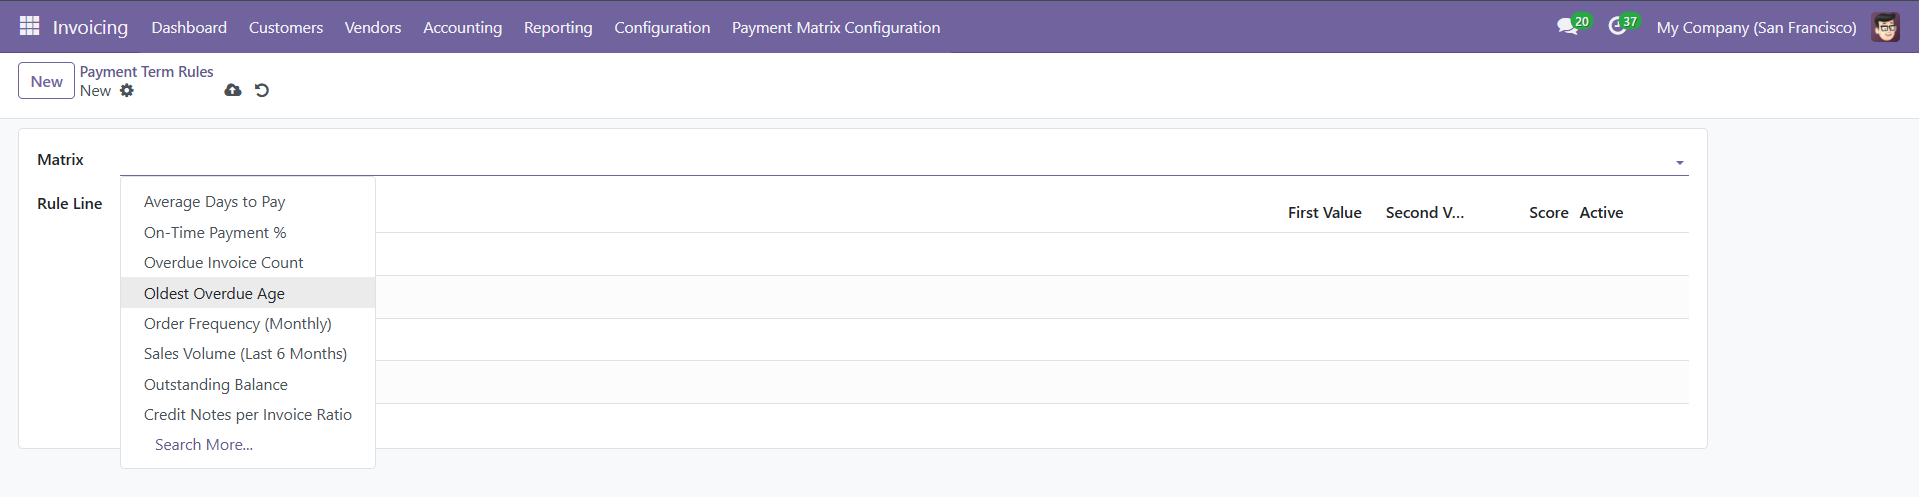 Invoicing Dashboard Customers Vendors Accounting Reporting Configuration Payment Matrix Configuration 20 37 My Company (San Francisco)
New Payment Term Rules
New
Matrix
Average Days to Pay
Rule Line First Value Second V... Score Active
On-Time Payment %
Overdue Invoice Count
Oldest Overdue Age
Order Frequency (Monthly)
Sales Volume (Last 6 Months)
Outstanding Balance
Credit Notes per Invoice Ratio
Search More...